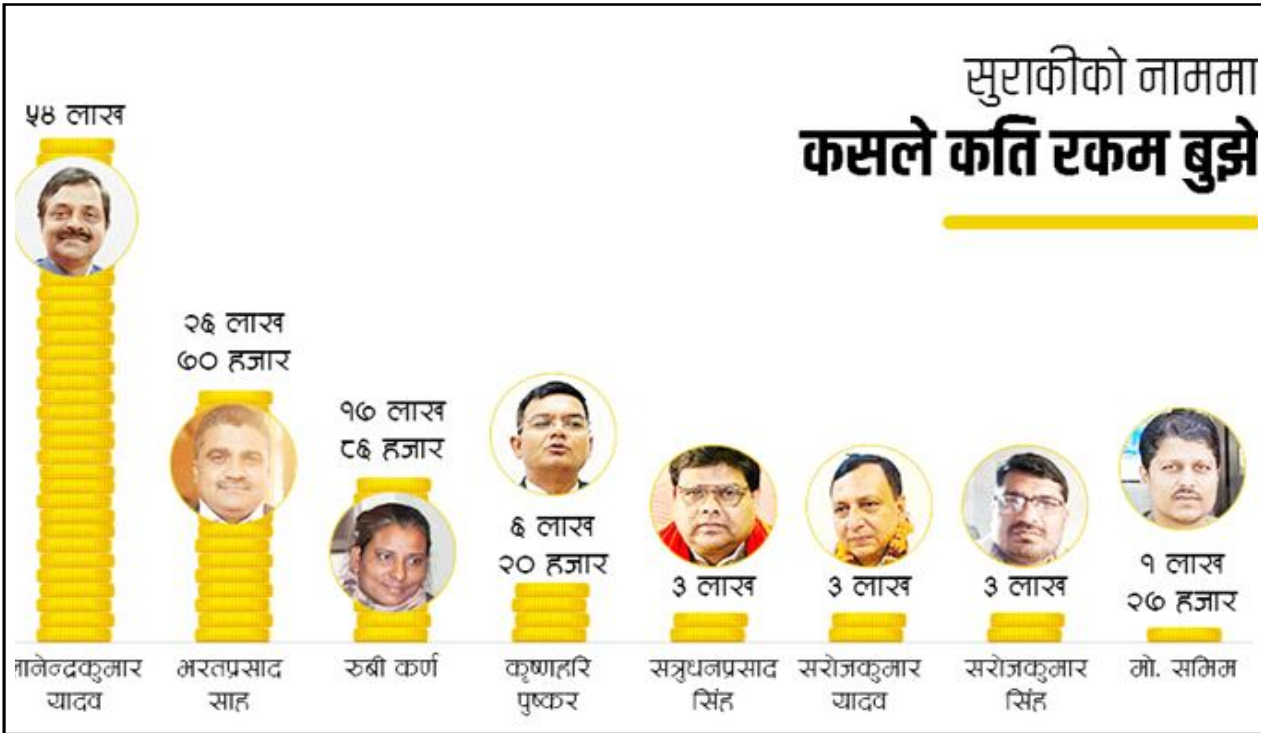 सुराकीको नाममा
कसले कति रकम बुझे
५४ लाख
२६ लाख
७० हजार
१७ लाख
८६ हजार
६ लाख
२० हजार
३ लाख
३ लाख
३ लाख
१ लाख
२७ हजार
यादव
भरतप्रसाद
साह
रुबी कर्ण
कृष्णहरि
पुष्कर
सत्रुधनप्रसाद
सिंह
सरोजकुमार
यादव
सरोजकुमार
सिंह
मो. समिम